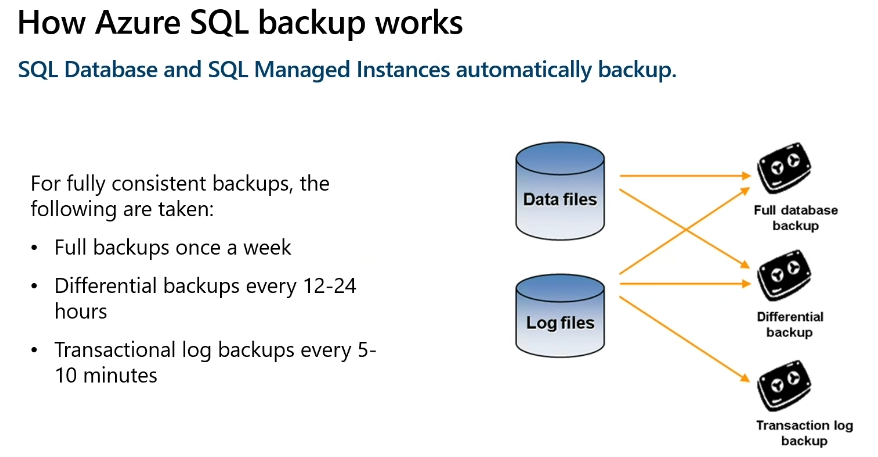 How Azure SQL backup works
SQL Database and SQL Managed Instances automatically backup.
For fully consistent backups, the
following are taken:
• Full backups once a week
• Differential backups every 12-24
hours
• Transactional log backups every 5-
10 minutes
Data files
Log files
Full database
backup
Differential
backup
Transaction log
backup